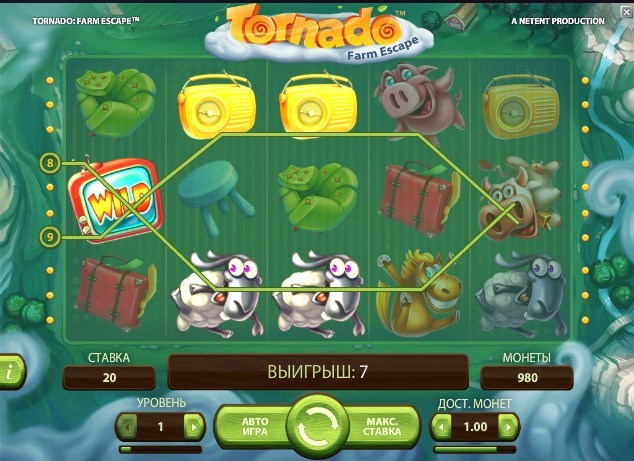 TORNADO: FARM ESCAPE™
Tornado™
Farm Escape
A NETENT PRODUCTION
8
WILD
9
i
СТАВКА
20
ВЫИГРЫШ: 7
МОНЕТЫ
980
УРОВЕНЬ
1
АВТО
ИГРА
МАКС.
СТАВКА
ДОСТ. МОНЕТ
1.00